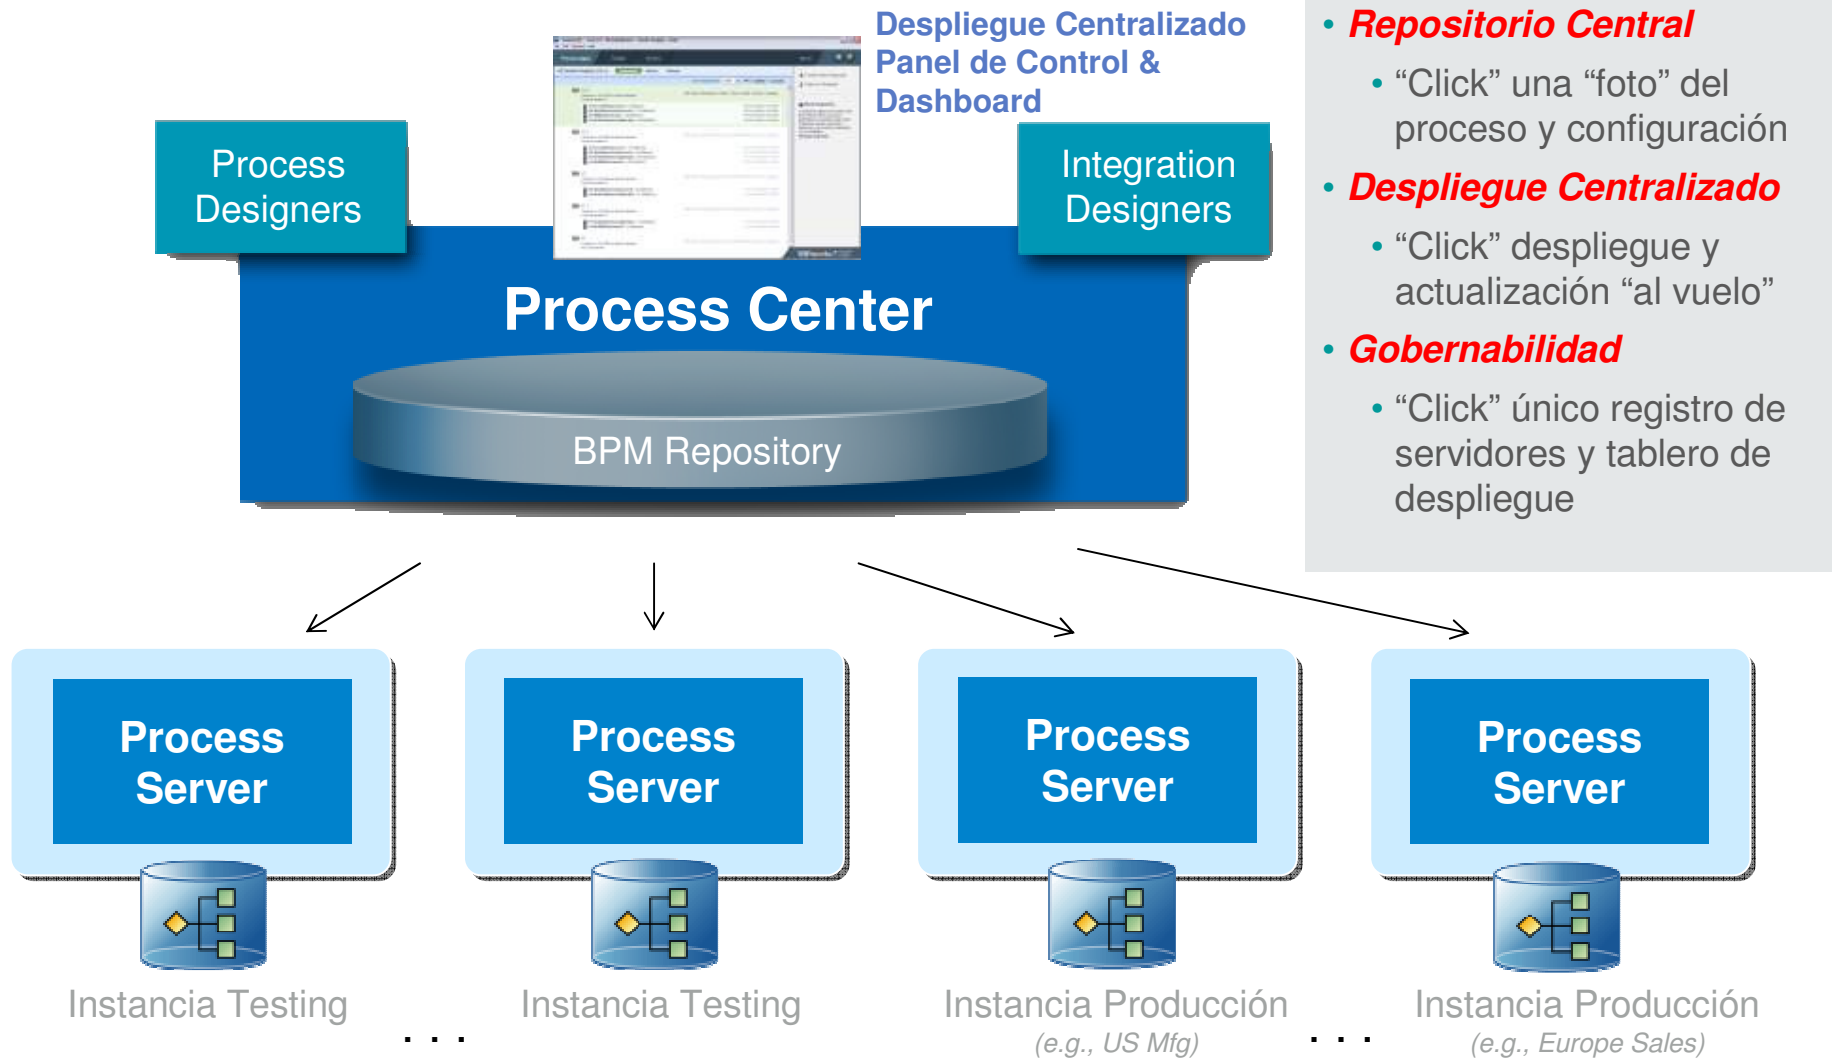 Despliegue Centralizado
Panel de Control &
Dashboard
Process
Designers
Integration
Designers
Process Center
BPM Repository
• Repositorio Central
• “Click” una “foto” del
proceso y configuración
• Despliegue Centralizado
• “Click” despliegue y
actualización “al vuelo”
• Gobernabilidad
• “Click” único registro de
servidores y tablero de
despliegue
Process
Server
Process
Server
Process
Server
Process
Server
Instancia Testing
. . .
Instancia Testing
Instancia Producción
(e.g., US Mfg)
. . .
Instancia Producción
(e.g., Europe Sales)